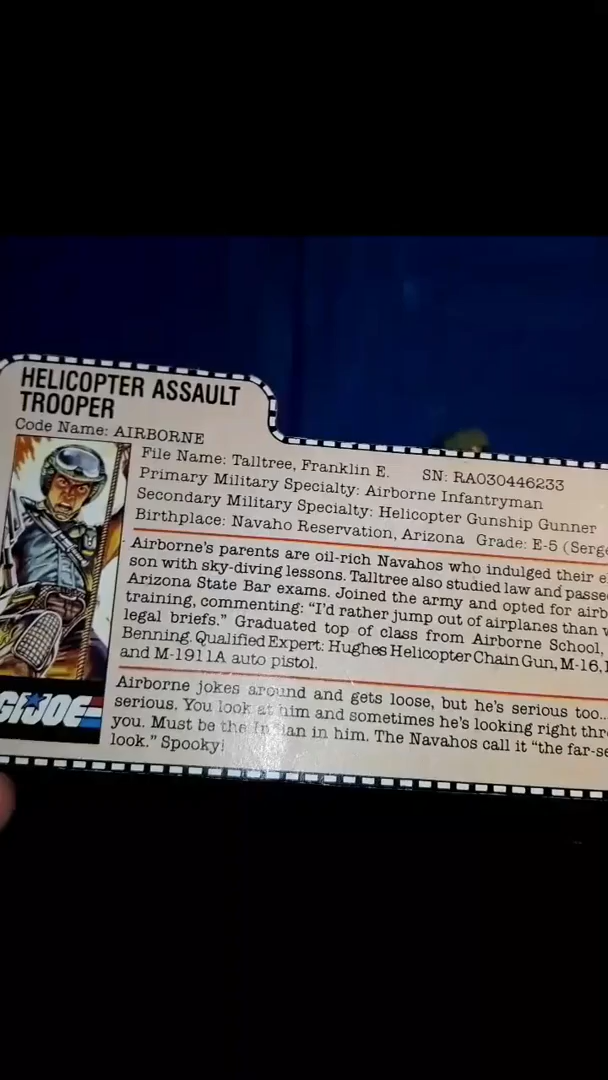 HELICOPTER ASSAULT
TROOPER
Code Name: AIRBORNE
File Name: Talltree, Franklin E. SN: RA030446233
Primary Military Specialty: Airborne Infantryman
Secondary Military Specialty: Helicopter Gunship Gunner
Birthplace: Navaho Reservation, Arizona Grade: E-5 (Serge
Airborne's parents are oil-rich Navahos who indulged their e
son with sky-diving lessons. Talltree also studied law and passe
Arizona State Bar exams. Joined the army and opted for airb
training, commenting: "I'd rather jump out of airplanes than
legal briefs." Graduated top of class from Airborne School,
Benning. Qualified Expert: Hughes Helicopter Chain Gun, M-16,
and M-1911A auto pistol.
Airborne jokes around and gets loose, but he's serious too...
serious. You look at him and sometimes he's looking right thr
you. Must be the Indian in him. The Navahos call it "the far-se
look." Spooky!
GI JOE